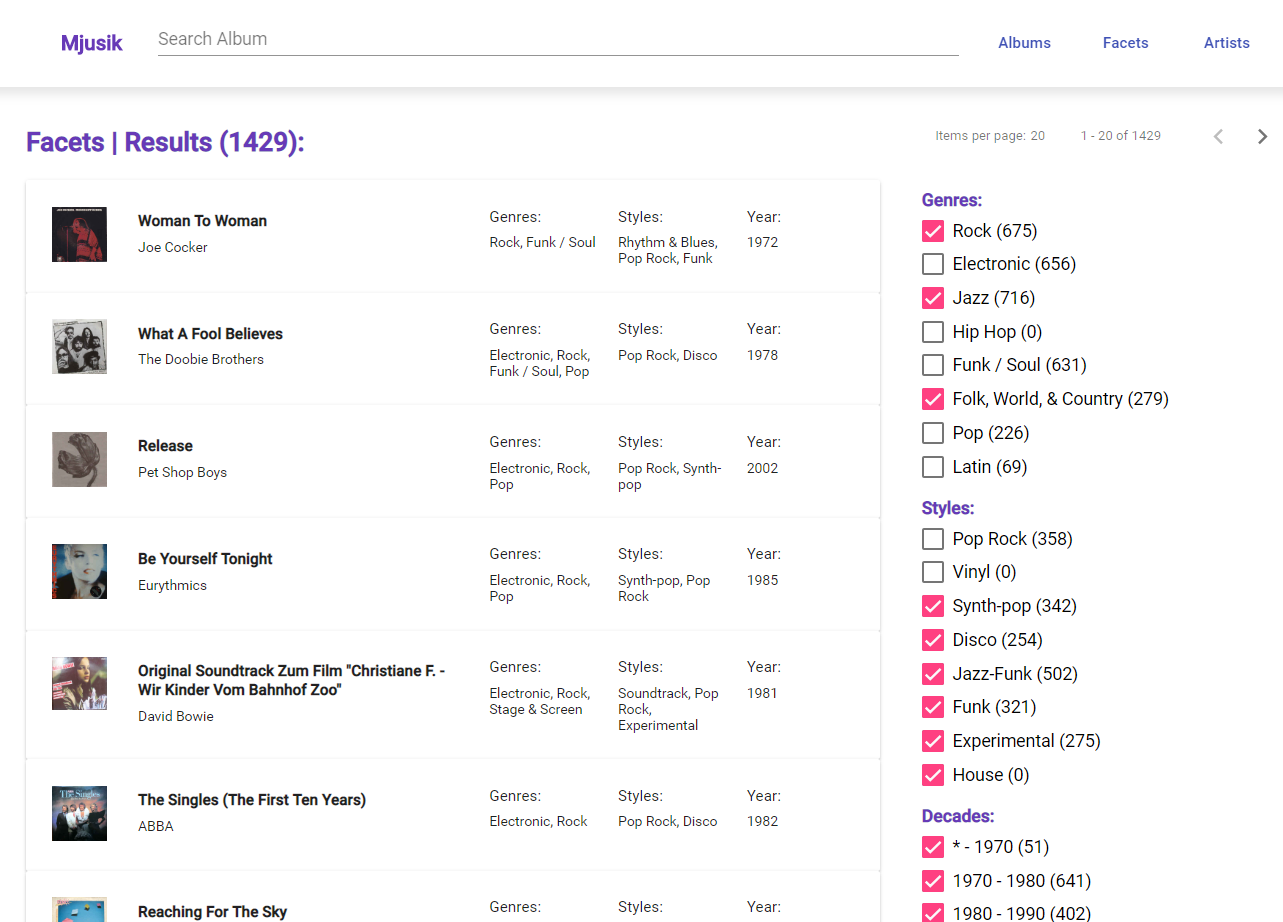 Mjusik
Search Album
Albums
Facets
Artists
Facets | Results (1429):
Items per page: 20
1 - 20 of 1429
Woman To Woman
Joe Cocker
Genres:
Rock, Funk / Soul
Styles:
Rhythm & Blues,
Pop Rock, Funk
Year:
1972
What A Fool Believes
The Doobie Brothers
Genres:
Electronic, Rock,
Funk / Soul, Pop
Styles:
Pop Rock, Disco
Year:
1978
Release
Pet Shop Boys
Genres:
Electronic, Rock,
Pop
Styles:
Pop Rock, Synth-
pop
Year:
2002
Be Yourself Tonight
Eurythmics
Genres:
Electronic, Rock,
Pop
Styles:
Synth-pop, Pop
Rock
Year:
1985
Original Soundtrack Zum Film "Christiane F. -
Wir Kinder Vom Bahnhof Zoo"
David Bowie
Genres:
Electronic, Rock,
Stage & Screen
Styles:
Soundtrack, Pop
Rock,
Experimental
Year:
1981
The Singles
The Singles (The First Ten Years)
ABBA
Genres:
Electronic, Rock
Styles:
Pop Rock, Disco
Year:
1982
Reaching For The Sky
Genres:
Styles:
Year:
Genres:
Rock (675)
Electronic (656)
Jazz (716)
Hip Hop (0)
Funk / Soul (631)
Folk, World, & Country (279)
Pop (226)
Latin (69)
Styles:
Pop Rock (358)
Vinyl (0)
Synth-pop (342)
Disco (254)
Jazz-Funk (502)
Funk (321)
Experimental (275)
House (0)
Decades:
* - 1970 (51)
1970 - 1980 (641)
1980 - 1990 (402)